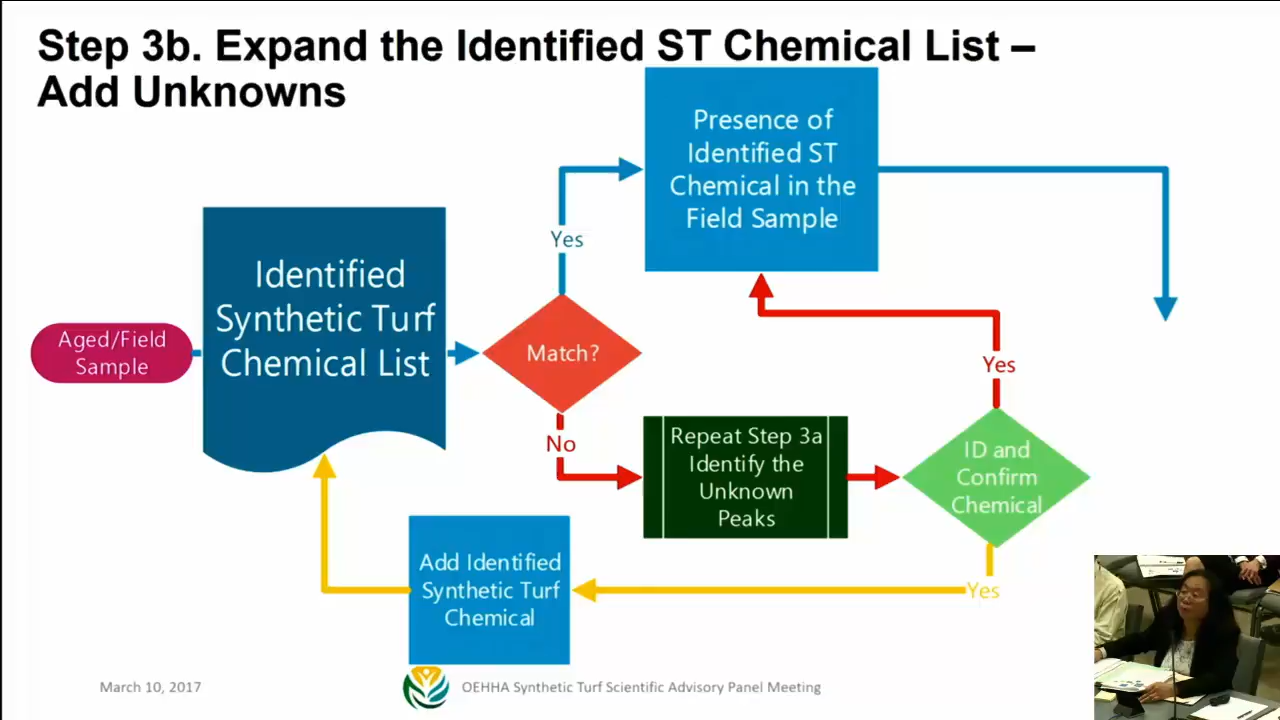 Step 3b. Expand the Identified ST Chemical List –
Add Unknowns
Presence of
Identified ST
Chemical in the
Field Sample
Yes
Identified
Synthetic Turf
Chemical List
Aged/Field
Sample
Match?
Yes
No
Repeat Step 3a
Identify the
Unknown
Peaks
ID and
Confirm
Chemical
Add Identified
Synthetic Turf
Chemical
Yes
March 10, 2017
OEHHA Synthetic Turf Scientific Advisory Panel Meeting